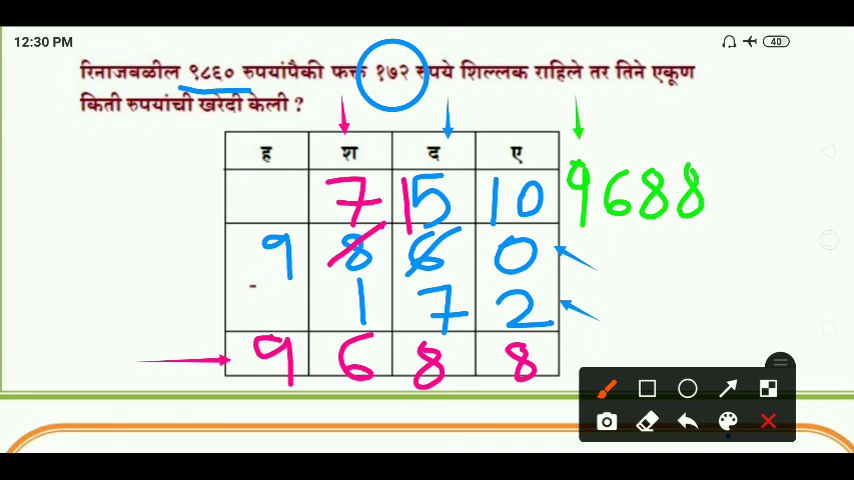 12:30 PM
40
रिनाजवळील ९८६० रुपयांपैकी फक्त १७२ रुपये शिल्लक राहिले तर तिने एकूण
किती रुपयांची खरेदी केली ?
ह श द ए
7 15 10 9688
9 8 6 0
- 1 7 2
9 6 8 8